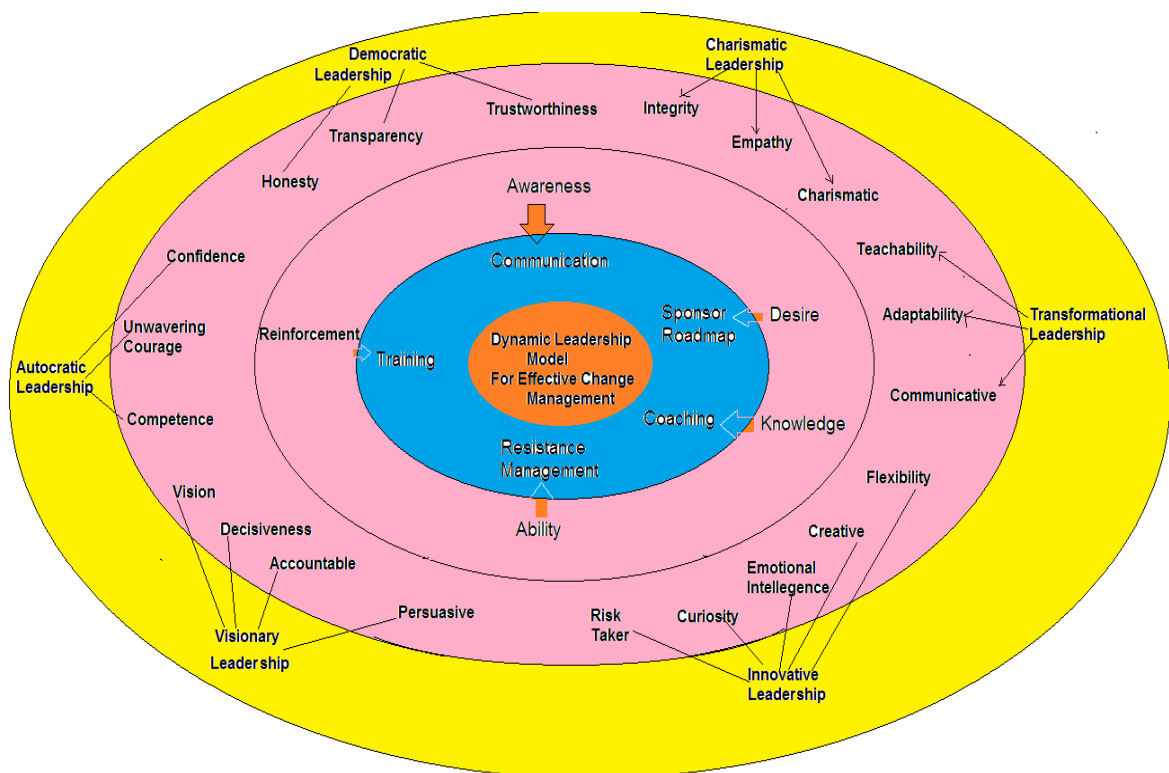 Democratic
Leadership
Charismatic
Leadership
Trustworthiness
Integrity
Transparency
Empathy
Honesty
Awareness
Charismatic
Confidence
Teachability
Communication
Unwavering
Courage
Reinforcement
Training
Sponsor
Roadmap
Desire
Adaptability
Transformational
Leadership
Dynamic Leadership
Model
For Effective Change
Management
Autocratic
Leadership
Competence
Coaching
Knowledge
Communicative
Resistance
Management
Ability
Vision
Flexibility
Decisiveness
Creative
Accountable
Emotional
Intellegence
Persuasive
Risk
Taker
Curiosity
Visionary
Leadership
Innovative
Leadership